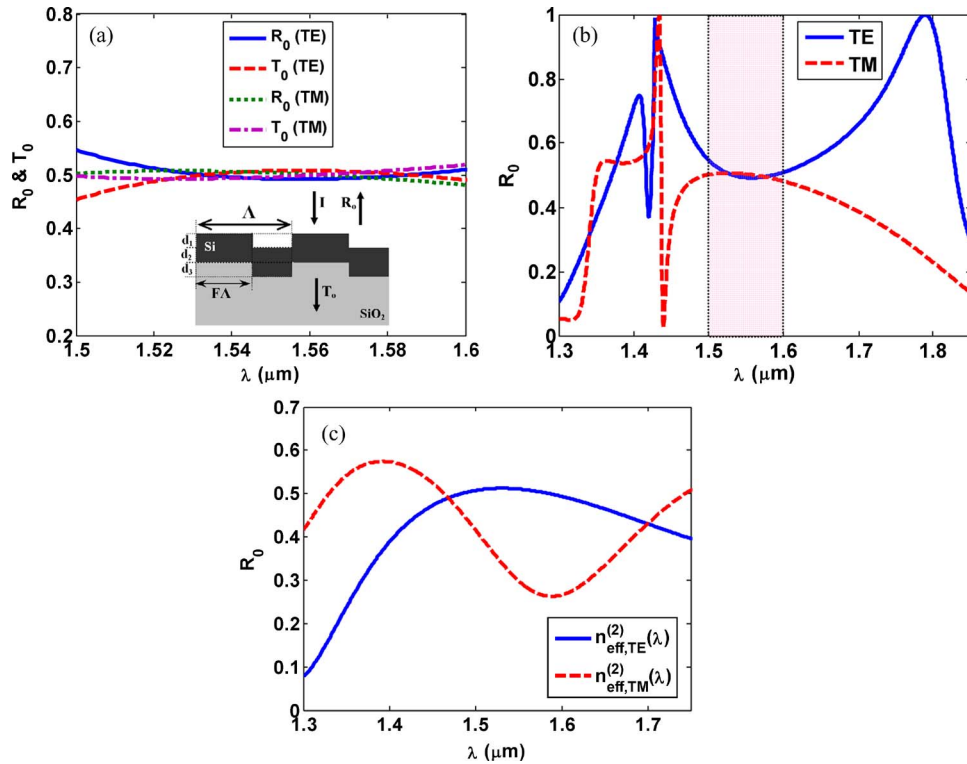 (a)
R0 (TE)
T0 (TE)
R0 (TM)
T0 (TM)
R0 & T0
0.8
0.7
0.6
0.5
0.4
0.3
0.2
1.5 1.52 1.54 1.56 1.58 1.6
λ (μm)
Λ
I
Ro
d1
d2
d3
Si
FΛ
To
SiO2
(b)
TE
TM
R0
1
0.8
0.6
0.4
0.2
0
1.3 1.4 1.5 1.6 1.7 1.8
λ (μm)
(c)
R0
0.7
0.6
0.5
0.4
0.3
0.2
0.1
0
1.3 1.4 1.5 1.6 1.7
λ (μm)
n(2)eff,TE(λ)
n(2)eff,TM(λ)